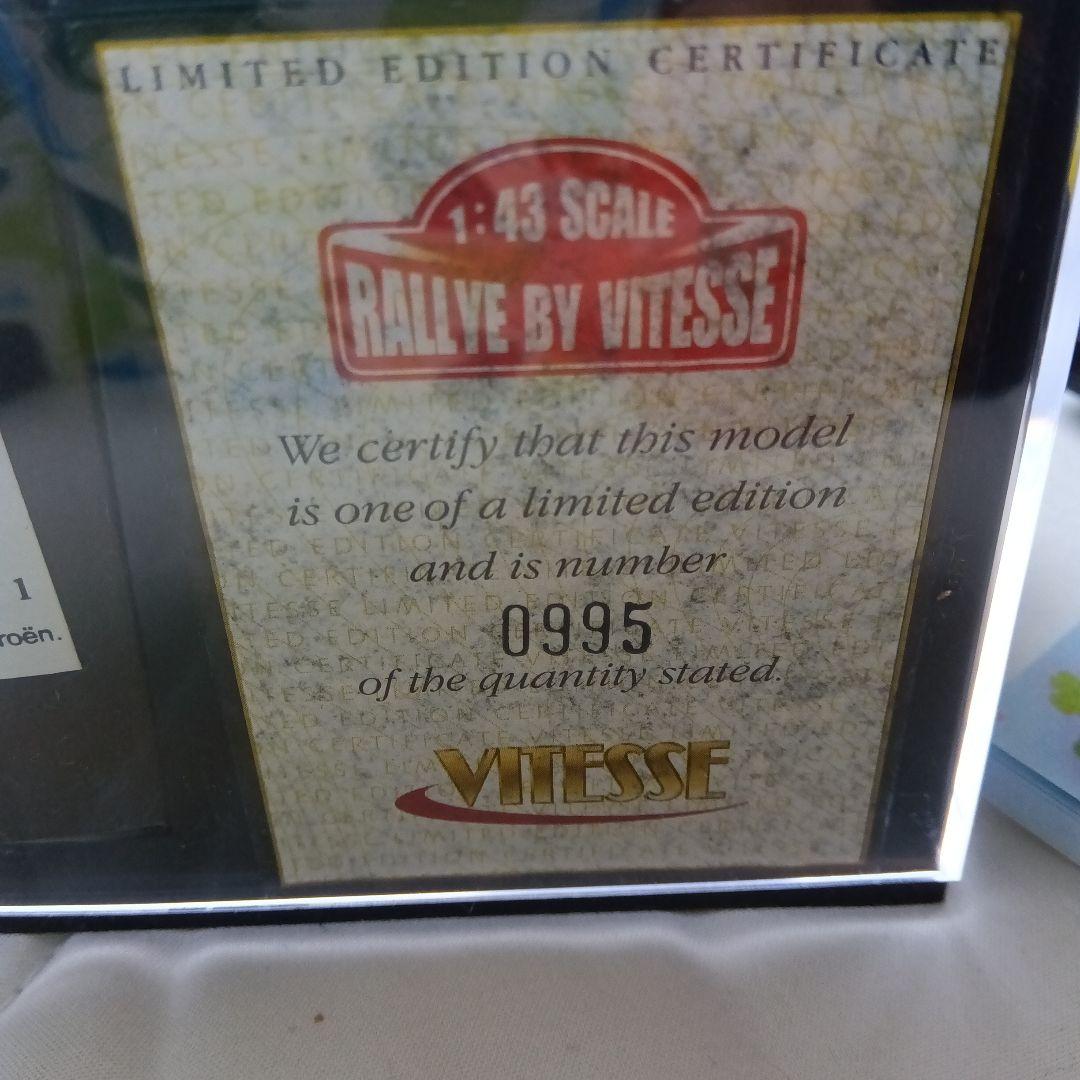 LIMITED EDITION CERTIFICATE
1:43 SCALE
RALLYE BY VITESSE
We certify that this model
is one of a limited edition
and is number
0995
of the quantity stated.
VITESSE
1
roën.